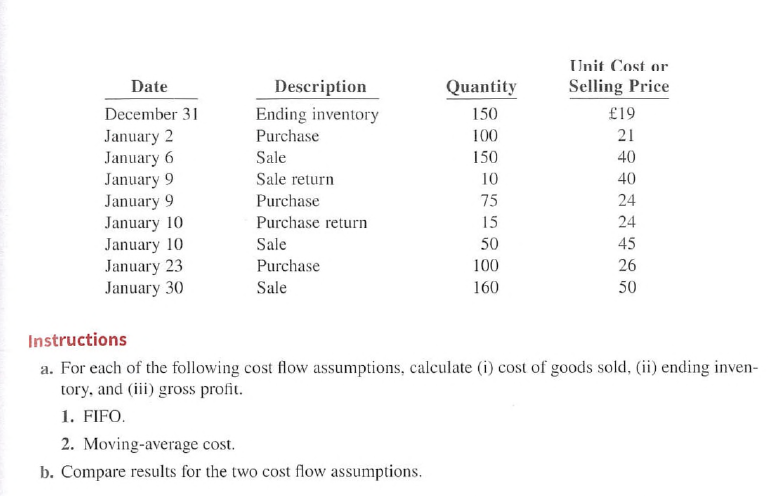 Unit Cost or
Date Description Quantity Selling Price
December 31 Ending inventory 150 £19
January 2 Purchase 100 21
January 6 Sale 150 40
January 9 Sale return 10 40
January 9 Purchase 75 24
January 10 Purchase return 15 24
January 10 Sale 50 45
January 23 Purchase 100 26
January 30 Sale 160 50
Instructions
a. For each of the following cost flow assumptions, calculate (i) cost of goods sold, (ii) ending inven-
tory, and (iii) gross profit.
1. FIFO.
2. Moving-average cost.
b. Compare results for the two cost flow assumptions.